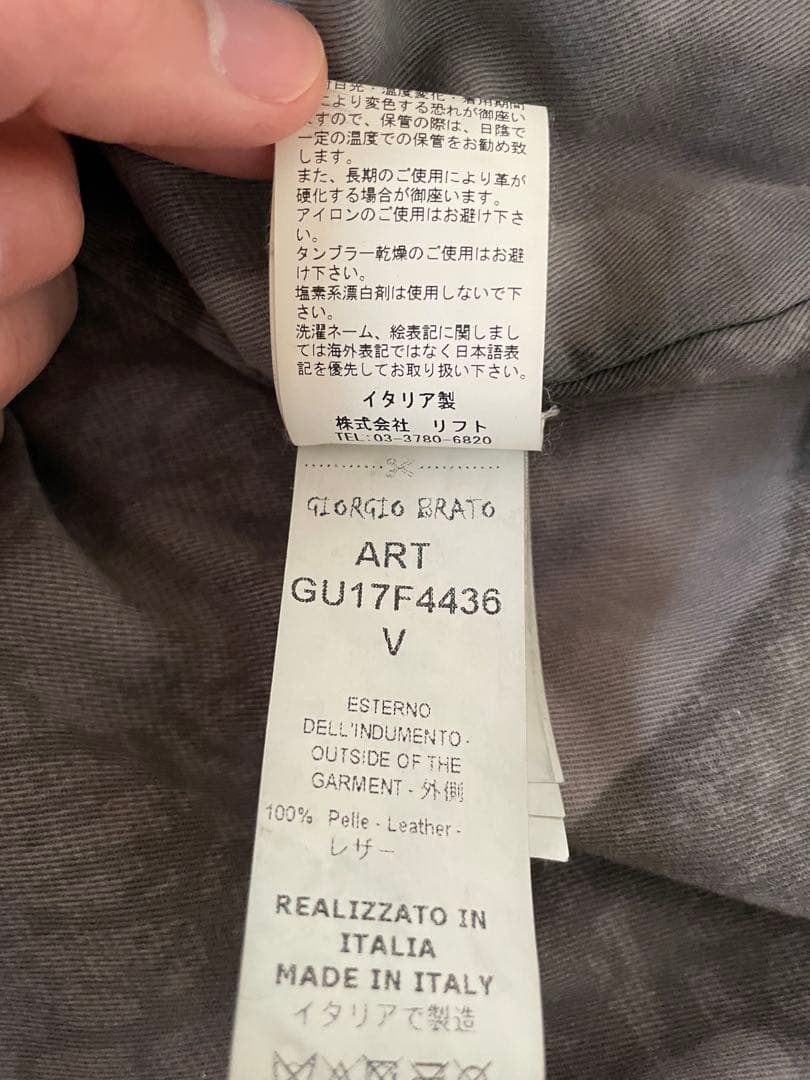 日光・温度変化・着用期間
により変色する恐れが御座い
ますので、保管の際は、日陰で
一定の温度での保管をお勧め致
します。
また、長期のご使用により革が
硬化する場合が御座います。
アイロンのご使用はお避け下さ
い。
タンブラー乾燥のご使用はお避
け下さい。
塩素系漂白剤は使用しないで下
さい。
洗濯ネーム、絵表記に関しまし
ては海外表記ではなく日本語表
記を優先してお取り扱い下さい。
イタリア製
株式会社 リフト
TEL:03-3780-6820
GIORGIO BRATO
ART
GU17F4436
V
ESTERNO
DELL'INDUMENTO-
OUTSIDE OF THE
GARMENT - 外側
100% Pelle - Leather -
レザー
REALIZZATO IN
ITALIA
MADE IN ITALY
イタリアで製造